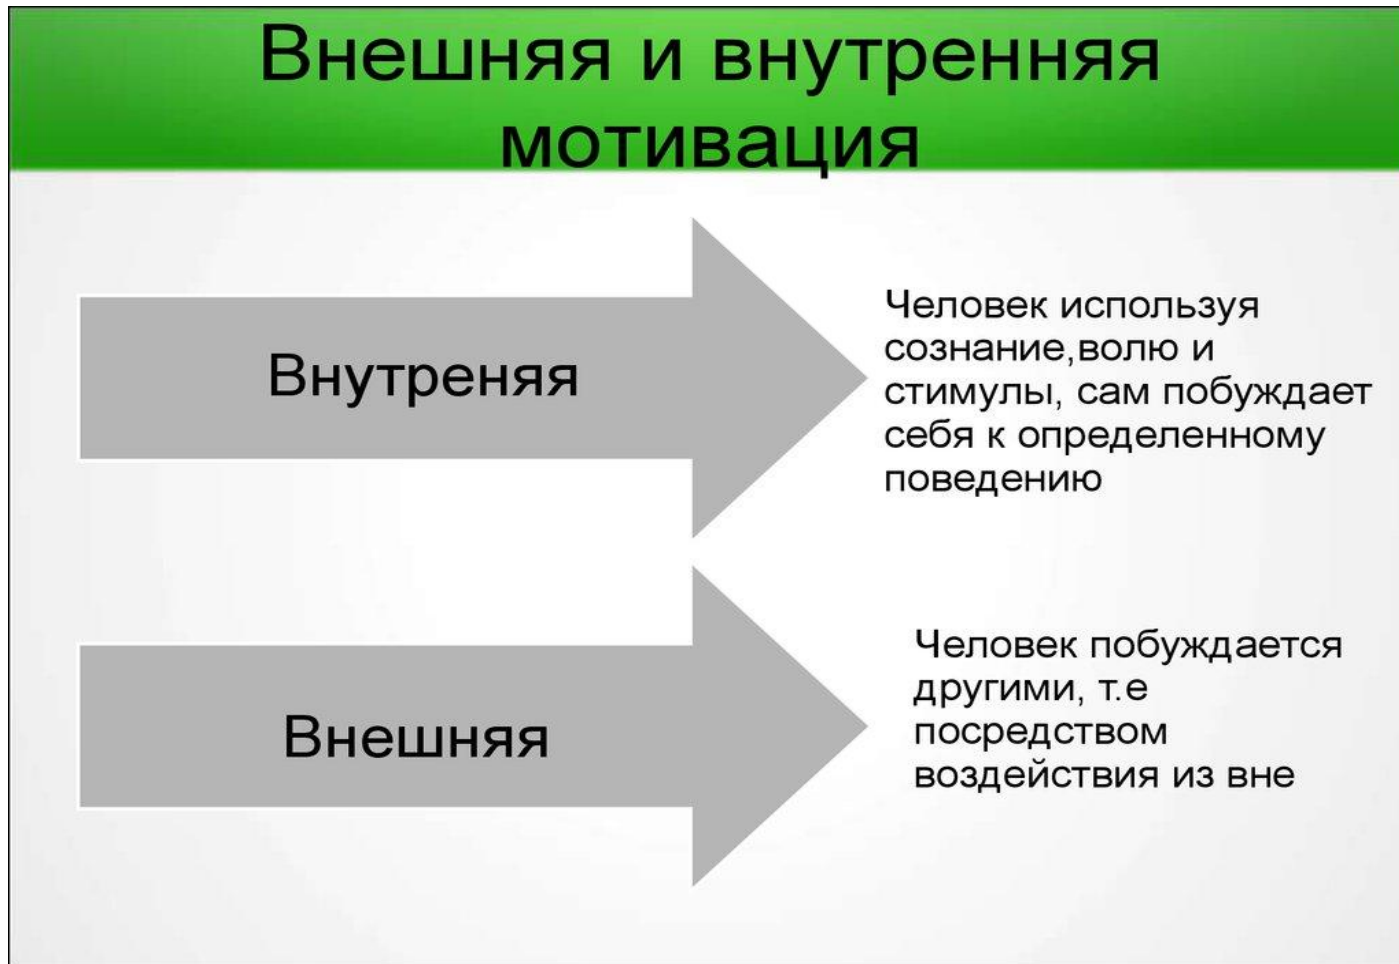 Внешняя и внутренняя
мотивация
Внутреняя
Человек используя
сознание,волю и
стимулы, сам побуждает
себя к определенному
поведению
Внешняя
Человек побуждается
другими, т.е
посредством
воздействия из вне